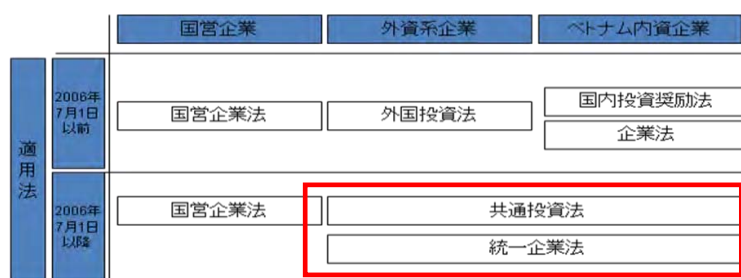 国営企業
外資系企業
ベトナム内資企業
適用法
2006年
7月1日
以前
国営企業法
外国投資法
国内投資奨励法
企業法
2006年
7月1日
以降
国営企業法
共通投資法
統一企業法